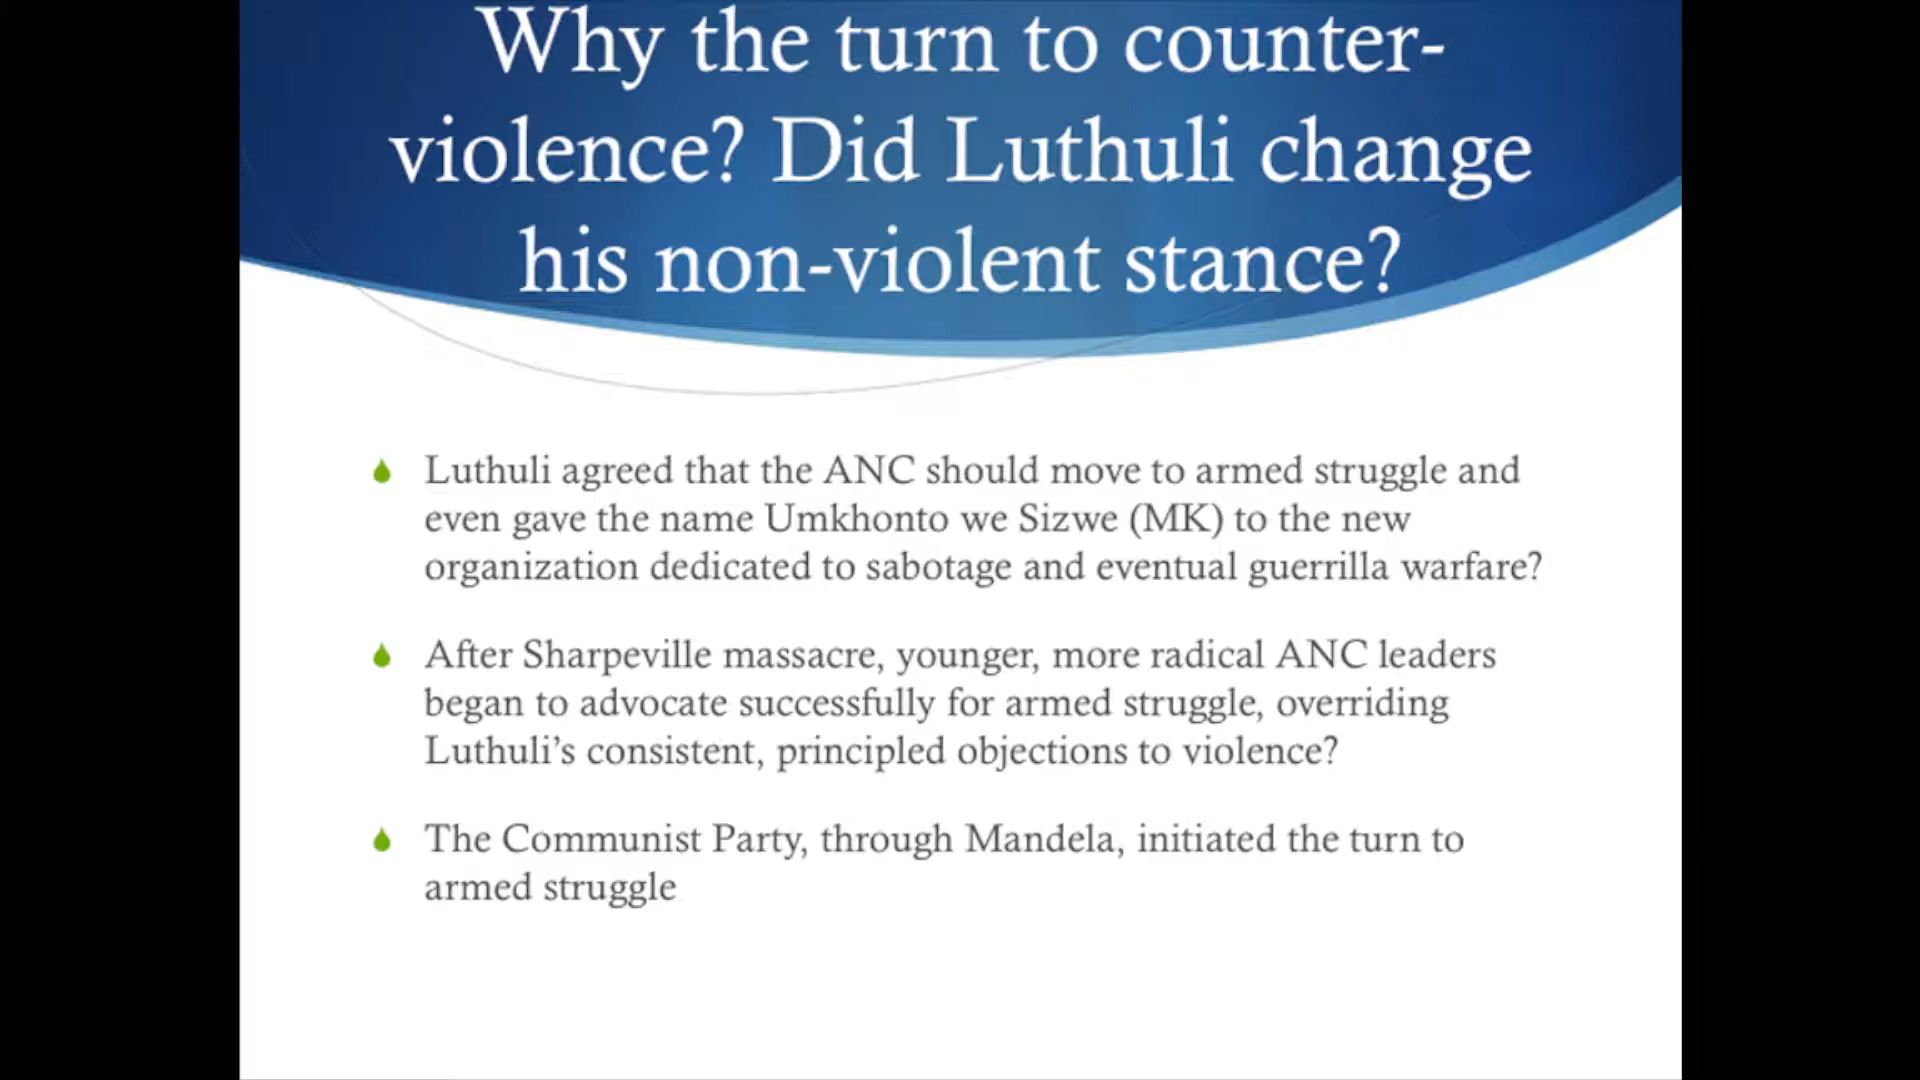 Why the turn to counter-
violence? Did Luthuli change
his non-violent stance?
Luthuli agreed that the ANC should move to armed struggle and
even gave the name Umkhonto we Sizwe (MK) to the new
organization dedicated to sabotage and eventual guerrilla warfare?
After Sharpeville massacre, younger, more radical ANC leaders
began to advocate successfully for armed struggle, overriding
Luthuli’s consistent, principled objections to violence?
The Communist Party, through Mandela, initiated the turn to
armed struggle